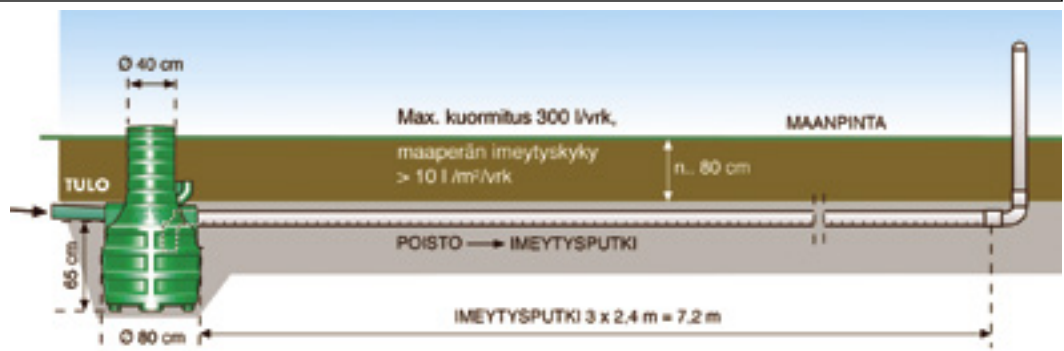 Ø 40 cm
Max. kuormitus 300 l/vrk,
MAANPINTA
maaperän imeytyskyky
> 10 l /m²/vrk
n.. 80 cm
TULO
POISTO → IMEYTYSPUTKI
65 cm
IMEYTYSPUTKI 3 x 2,4 m = 7,2 m
Ø 80 cm